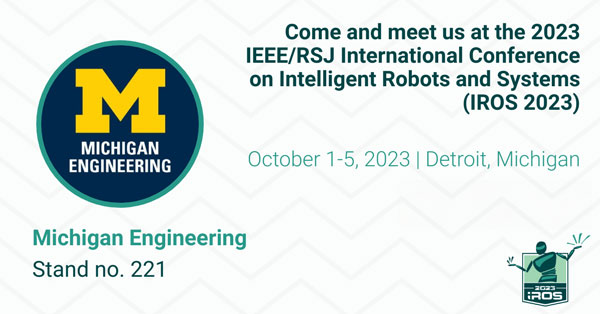 Come and meet us at the 2023
IEEE/RSJ International Conference
on Intelligent Robots and Systems
(IROS 2023)
October 1-5, 2023 | Detroit, Michigan
M
MICHIGAN
ENGINEERING
Michigan Engineering
Stand no. 221
2023
iROS